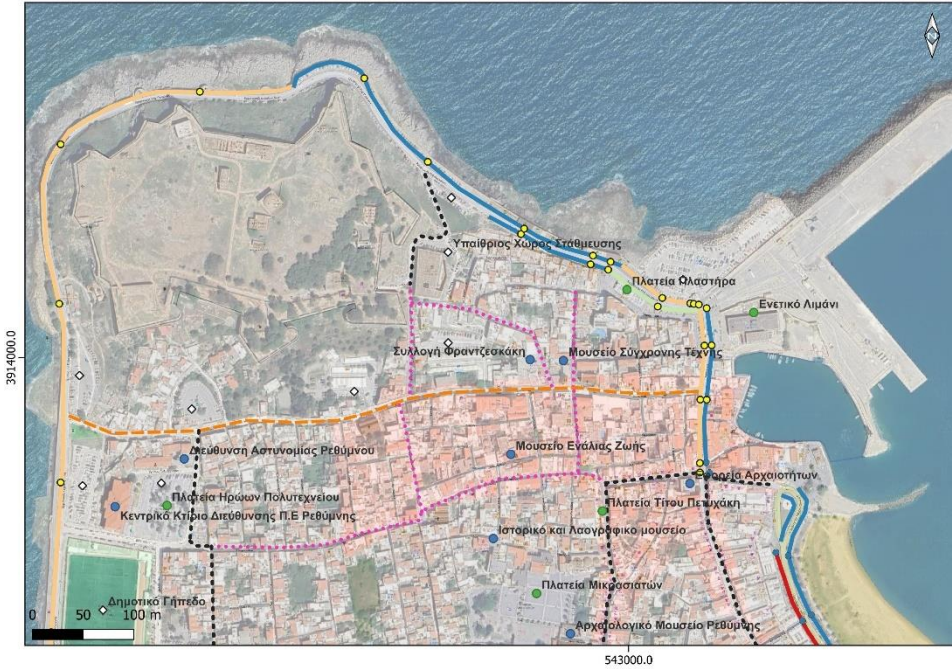 Υπαίθριος Χώρος Στάθμευσης
Πλατεία Πλαστήρα
Ενετικό Λιμάνι
3914000.0
Συλλογή Φραντζεσκάκη
Μουσείο Σύγχρονης Τέχνης
Διεύθυνση Αστυνομίας Ρεθύμνου
Μουσείο Ενάλιας Ζωής
Εφορεία Αρχαιοτήτων
Πλατεία Ηρώων Πολυτεχνείου
Πλατεία Τίτου Πετυχάκη
Κεντρικό Κτίριο Διεύθυνσης Π.Ε Ρεθύμνης
Ιστορικό και Λαογραφικο μουσείο
Πλατεία Μικρασιατών
Δημοτικό Γήπεδο
0 50 100 m
Αρχαιολογικό Μουσείο Ρεθύμνης
543000.0